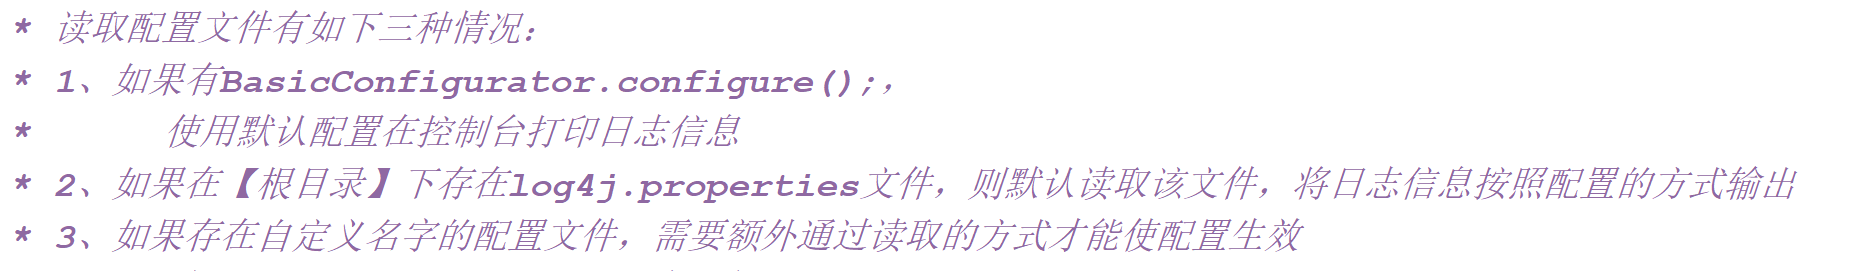 * 读取配置文件有如下三种情况：
* 1、如果有BasicConfigurator.configure();，
*       使用默认配置在控制台打印日志信息
* 2、如果在【根目录】下存在log4j.properties文件，则默认读取该文件，将日志信息按照配置的方式输出
* 3、如果存在自定义名字的配置文件，需要额外通过读取的方式才能使配置生效